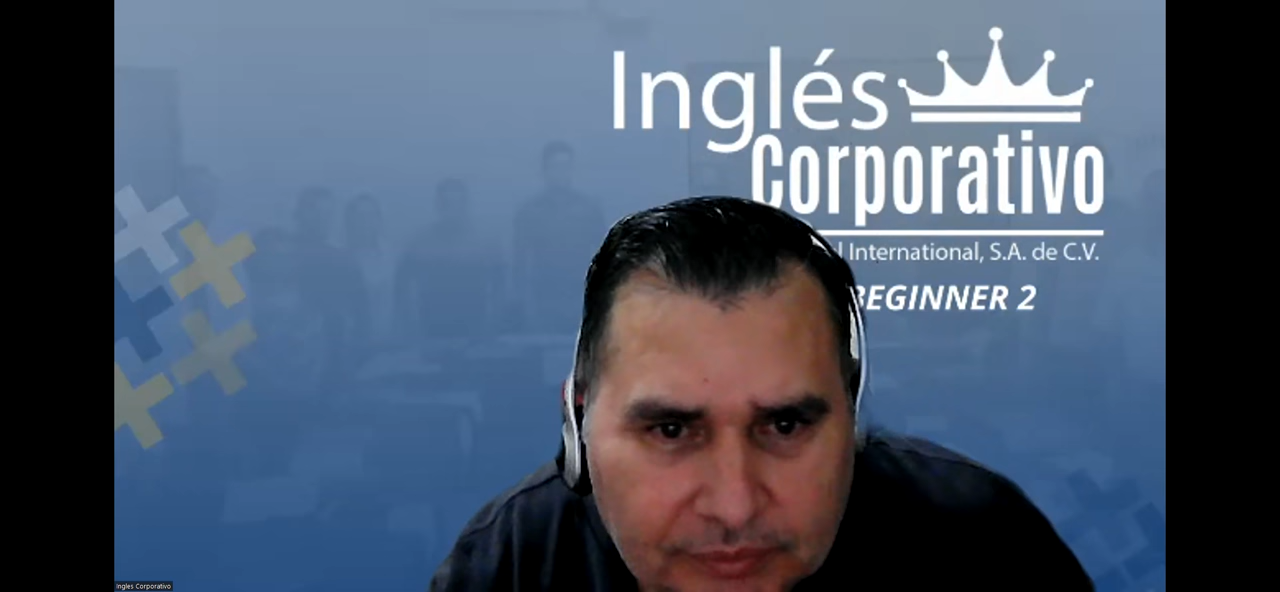 Inglés
Corporativo
l International, S.A. de C.V.
BEGINNER 2
Ingles Corporativo